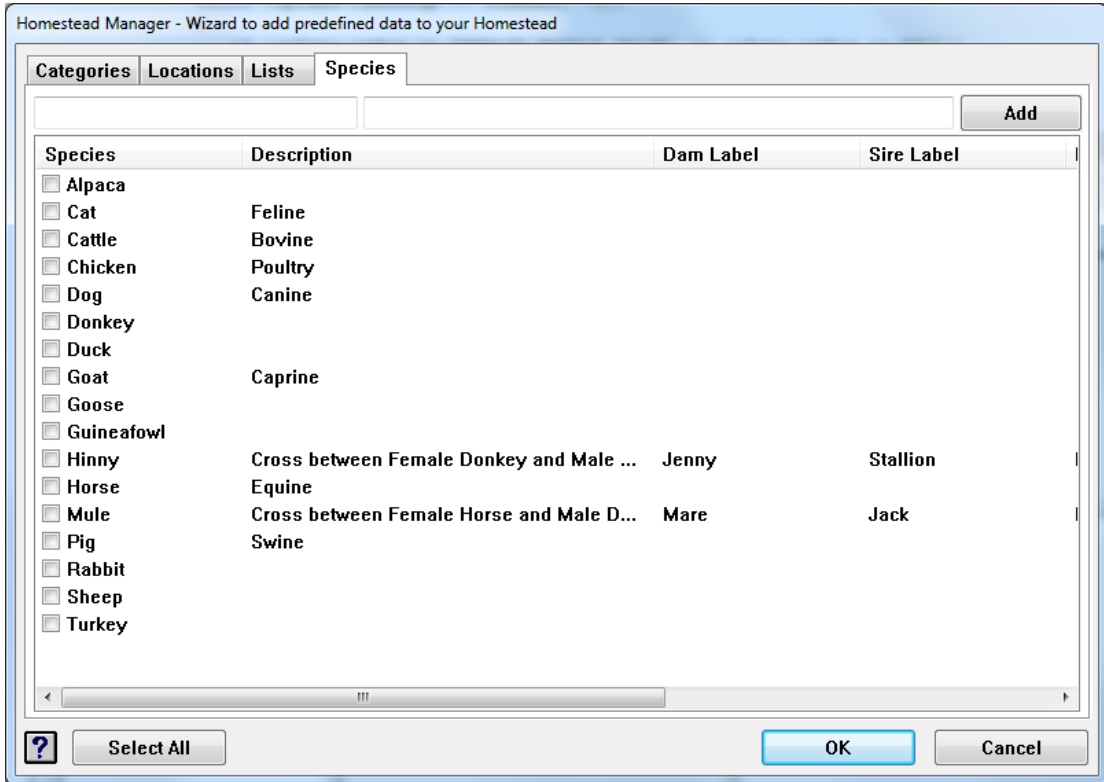 Homestead Manager - Wizard to add predefined data to your Homestead
Categories Locations Lists Species
Add
Species Description Dam Label Sire Label
Alpaca
Cat Feline
Cattle Bovine
Chicken Poultry
Dog Canine
Donkey
Duck
Goat Caprine
Goose
Guineafowl
Hinny Cross between Female Donkey and Male ... Jenny Stallion
Horse Equine
Mule Cross between Female Horse and Male D... Mare Jack
Pig Swine
Rabbit
Sheep
Turkey
? Select All OK Cancel